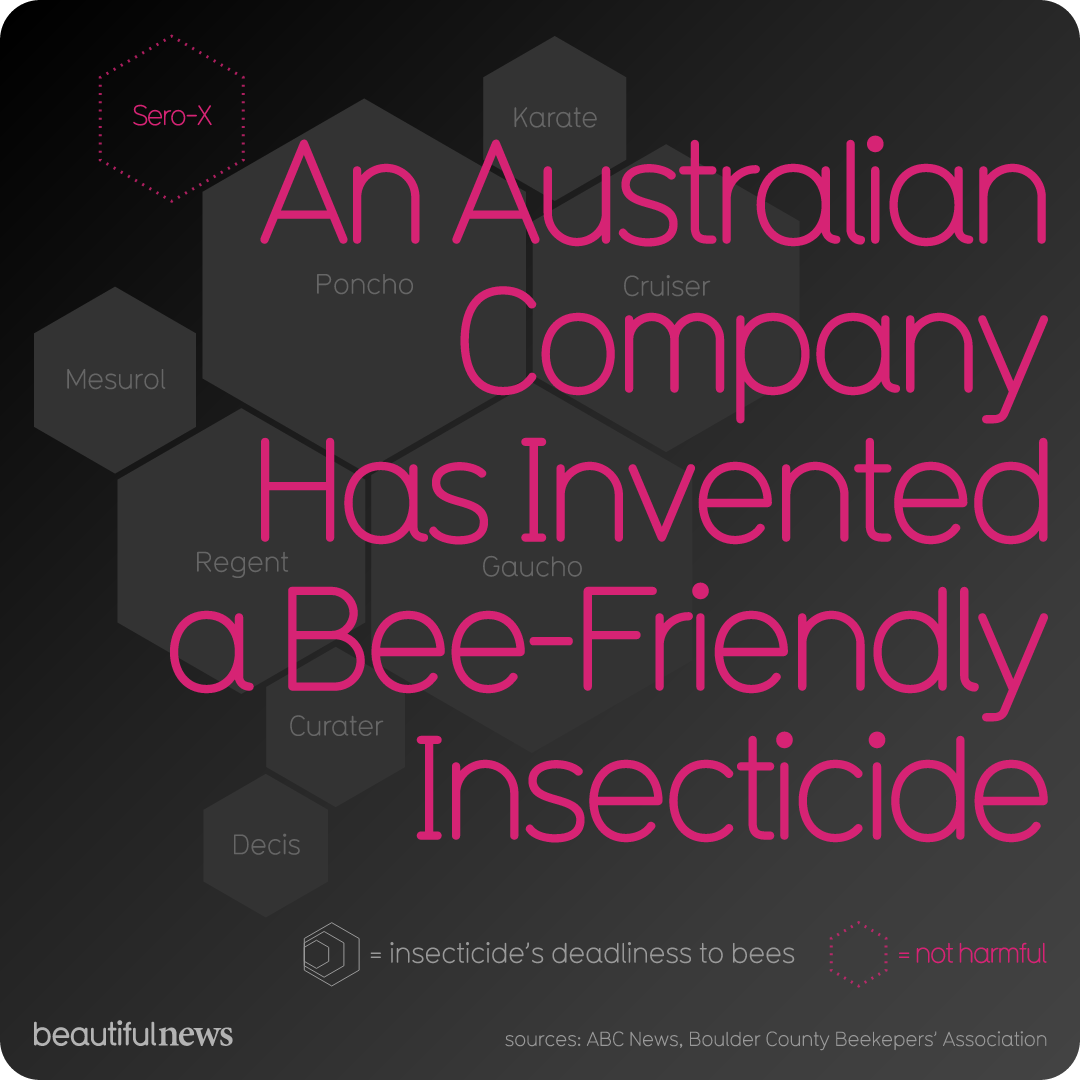 Sero-X
Karate
An Australian
Poncho
Cruiser
Company
Mesurol
Has Invented
Regent
Gaucho
a Bee-Friendly
Curater
Insecticide
Decis
= insecticide's deadliness to bees
= not harmful
beautifulnews
sources: ABC News, Boulder County Beekepers' Association